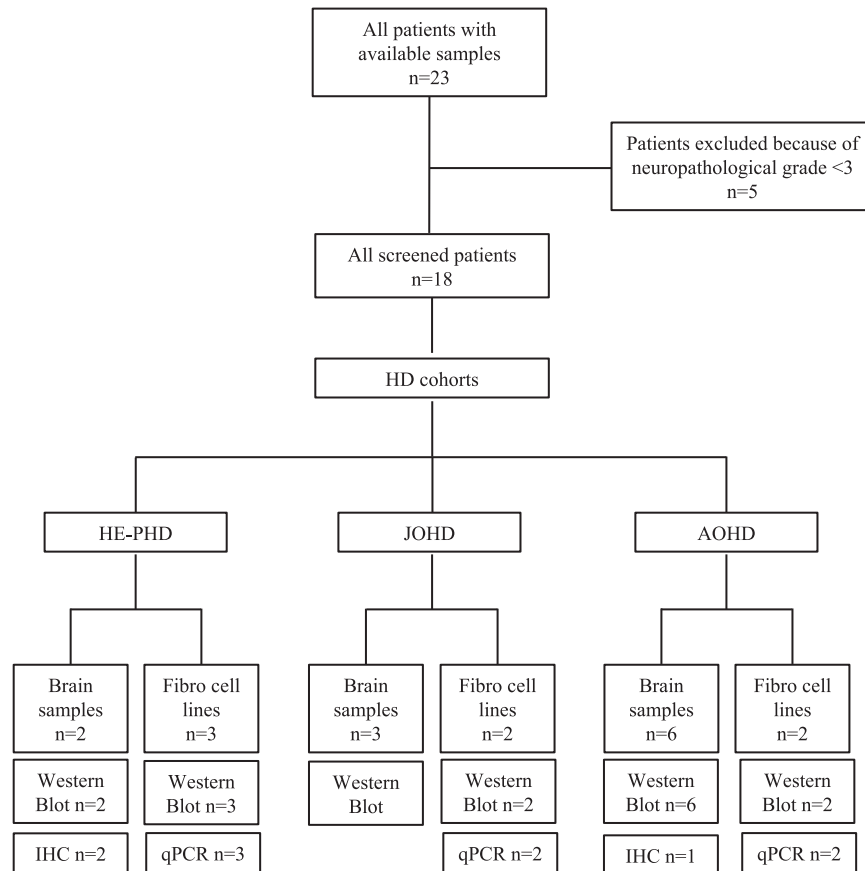 All patients with
available samples
n=23
Patients excluded because of
neuropathological grade <3
n=5
All screened patients
n=18
HD cohorts
HE-PHD
JOHD
AOHD
Brain
samples
n=2
Fibro cell
lines
n=3
Brain
samples
n=3
Fibro cell
lines
n=2
Brain
samples
n=6
Fibro cell
lines
n=2
Western
Blot n=2
Western
Blot n=3
Western
Blot
Western
Blot n=2
Western
Blot n=6
Western
Blot n=2
IHC n=2
qPCR n=3
qPCR n=2
IHC n=1
qPCR n=2